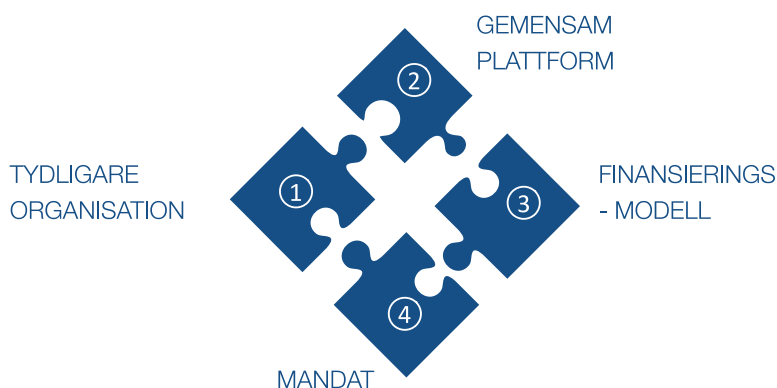 GEMENSAM
PLATTFORM
2
TYDLIGARE
ORGANISATION
1
3
FINANSIERINGS
- MODELL
4
MANDAT